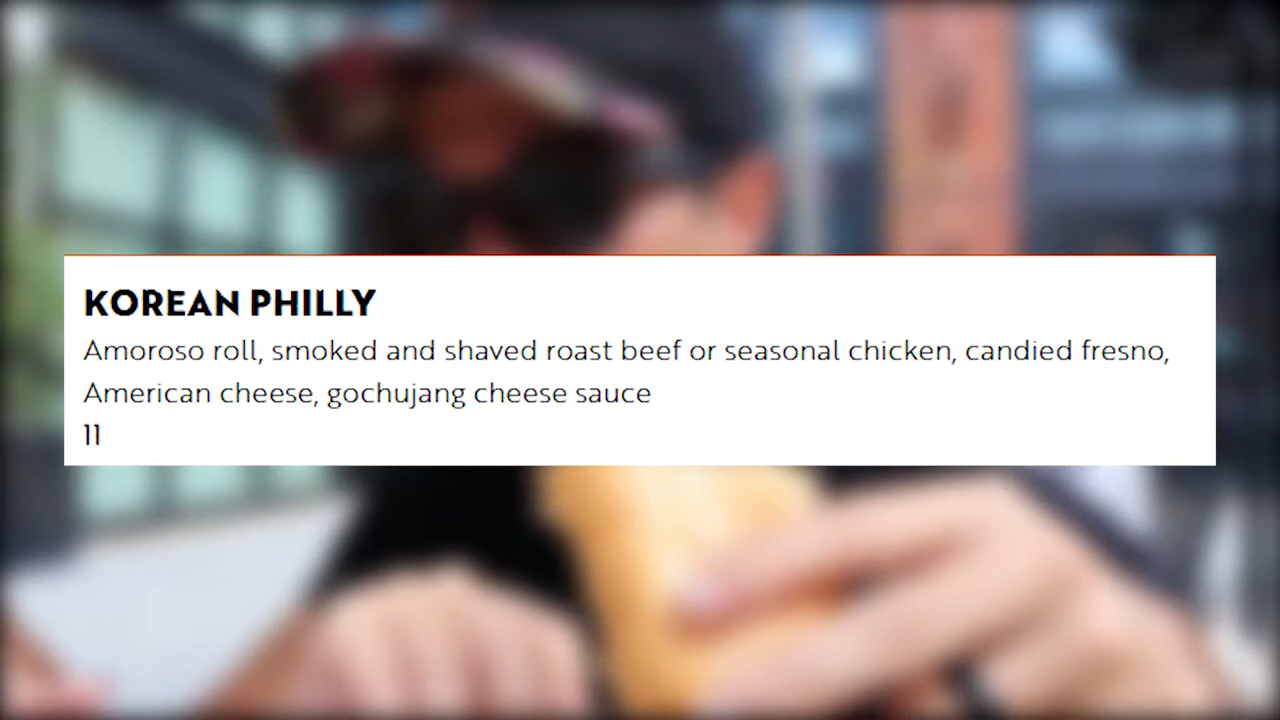 KOREAN PHILLY
Amoroso roll, smoked and shaved roast beef or seasonal chicken, candied fresno,
American cheese, gochujang cheese sauce
11